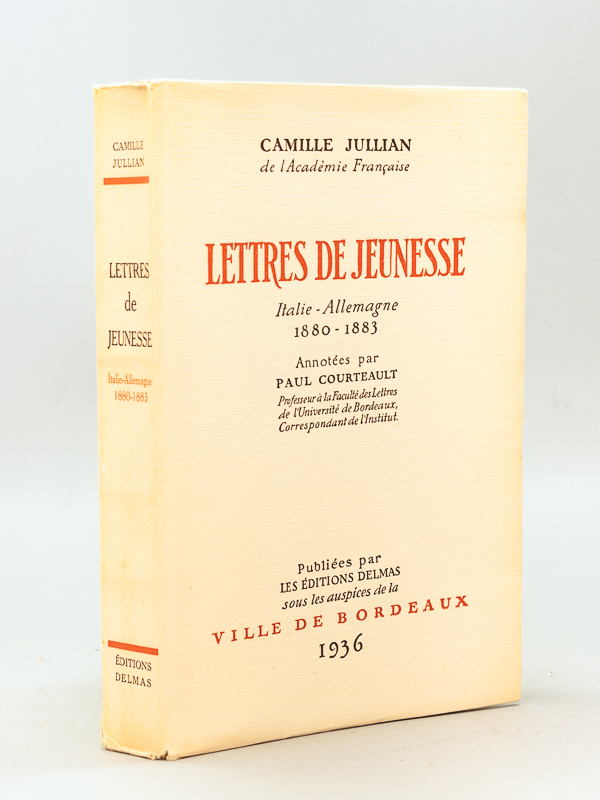 CAMILLE
JULLIAN
LETTRES
de
JEUNESSE
Italie-Allemagne
1880-1883
ÉDITIONS
DELMAS
CAMILLE JULLIAN
de l'Académie Française
LETTRES DE JEUNESSE
Italie - Allemagne
1880 - 1883
Annotées par
PAUL COURTEAULT
Professeur à la Faculté des Lettres
de l'Université de Bordeaux,
Correspondant de l'Institut.
Publiées par
LES ÉDITIONS DELMAS
sous les auspices de la
VILLE DE BORDEAUX
1936